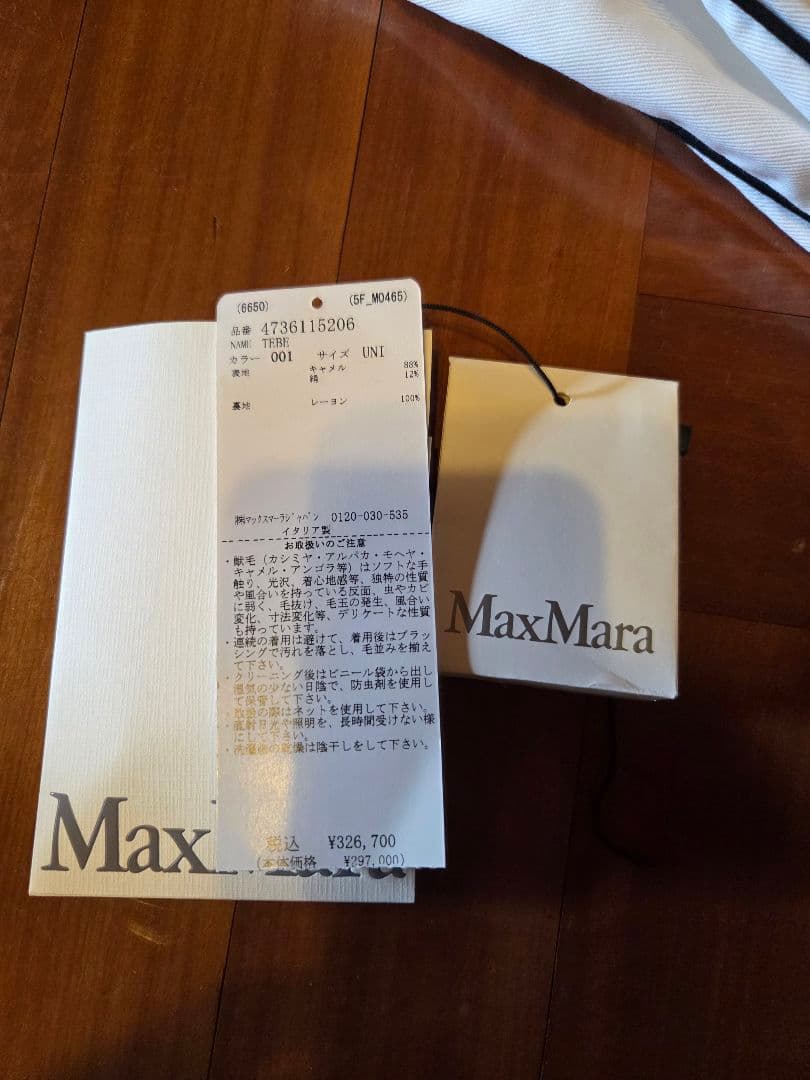 (6650) (5F_M0465)
品番 4736115206
NAME TEBE
カラー 001 サイズ UNI
表地 キャメル 88%
絹 12%
裏地 レーヨン 100%
㈱マックスマーラジャパン 0120-030-535
イタリア製
お取扱いのご注意
・獣毛（カシミヤ・アルパカ・モヘヤ・
キャメル・アンゴラ等）はソフトな手
触り、光沢、着心地感等、独特の性質
や風合いを持っている反面、虫やカビ
に弱く、毛抜け、毛玉の発生、風合い
変化、寸法変化等、デリケートな性質
も持っています。
・連続の着用は避けて、着用後はブラッ
シングで汚れを落とし、毛並みを揃え
て下さい。
・クリーニング後はビニール袋から出し
湿気の少ない日陰で、防虫剤を使用し
て保管して下さい。
・洗濯の際はネットを使用して下さい。
・直射日光や照明を、長時間受けない様
にして下さい。
・洗濯後の乾燥は陰干しをして下さい。
税込 ¥326,700
(本体価格 ¥297,000)
MaxMara
MaxMara